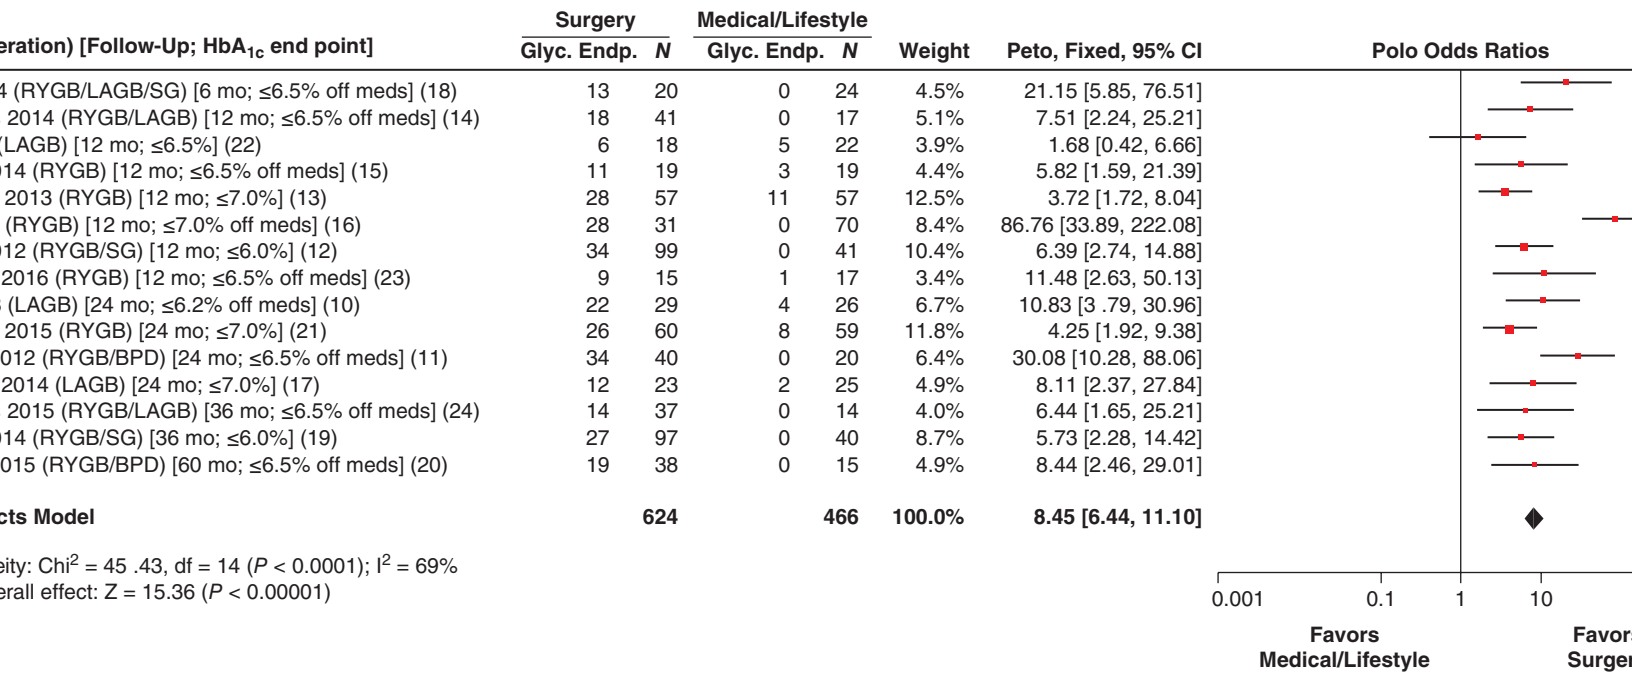 Surgery Medical/Lifestyle
eration) [Follow-Up; HbA1c end point] Glyc. Endp. N Glyc. Endp. N Weight Peto, Fixed, 95% CI Polo Odds Ratios
4 (RYGB/LAGB/SG) [6 mo; ≤6.5% off meds] (18) 13 20 0 24 4.5% 21.15 [5.85, 76.51]
2014 (RYGB/LAGB) [12 mo; ≤6.5% off meds] (14) 18 41 0 17 5.1% 7.51 [2.24, 25.21]
(LAGB) [12 mo; ≤6.5%] (22) 6 18 5 22 3.9% 1.68 [0.42, 6.66]
014 (RYGB) [12 mo; ≤6.5% off meds] (15) 11 19 3 19 4.4% 5.82 [1.59, 21.39]
2013 (RYGB) [12 mo; ≤7.0%] (13) 28 57 11 57 12.5% 3.72 [1.72, 8.04]
(RYGB) [12 mo; ≤7.0% off meds] (16) 28 31 0 70 8.4% 86.76 [33.89, 222.08]
012 (RYGB/SG) [12 mo; ≤6.0%] (12) 34 99 0 41 10.4% 6.39 [2.74, 14.88]
2016 (RYGB) [12 mo; ≤6.5% off meds] (23) 9 15 1 17 3.4% 11.48 [2.63, 50.13]
3 (LAGB) [24 mo; ≤6.2% off meds] (10) 22 29 4 26 6.7% 10.83 [3 .79, 30.96]
2015 (RYGB) [24 mo; ≤7.0%] (21) 26 60 8 59 11.8% 4.25 [1.92, 9.38]
2012 (RYGB/BPD) [24 mo; ≤6.5% off meds] (11) 34 40 0 20 6.4% 30.08 [10.28, 88.06]
2014 (LAGB) [24 mo; ≤7.0%] (17) 12 23 2 25 4.9% 8.11 [2.37, 27.84]
2015 (RYGB/LAGB) [36 mo; ≤6.5% off meds] (24) 14 37 0 14 4.0% 6.44 [1.65, 25.21]
014 (RYGB/SG) [36 mo; ≤6.0%] (19) 27 97 0 40 8.7% 5.73 [2.28, 14.42]
2015 (RYGB/BPD) [60 mo; ≤6.5% off meds] (20) 19 38 0 15 4.9% 8.44 [2.46, 29.01]
cts Model 624 466 100.0% 8.45 [6.44, 11.10]
eity: Chi2 = 45 .43, df = 14 (P < 0.0001); I2 = 69%
erall effect: Z = 15.36 (P < 0.00001)
0.001 0.1 1 10
Favors Favors
Medical/Lifestyle Surger